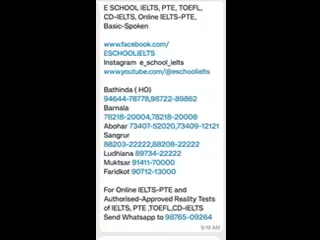 E SCHOOL IELTS, PTE, TOEFL,
CD-IELTS, Online IELTS-PTE,
Basic-Spoken
www.facebook.com/
ESCHOOLIELTS
Instagram e_school_ielts
www.youtube.com/@eschoolielts
Bathinda ( HO)
94644-78778,98722-89862
Barnala
78218-20004,78218-20008
Abohar 73407-52020,73409-12121
Sangrur
88203-22222,88208-22222
Ludhiana 89734-22222
Muktsar 91411-70000
Faridkot 90712-13000
For Online IELTS-PTE and
Authorised-Approved Reality Tests
of IELTS, PTE ,TOEFL,CD-IELTS
Send Whatsapp to 98765-09264
9:19 AM